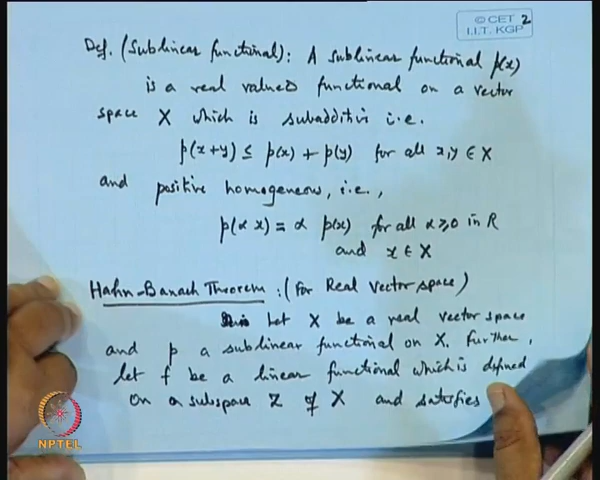 © CET 2
I.I.T. KGP
Def. (Sublinear functional): A sublinear functional p(x)
is a real valued functional on a vector
space X which is subadditive i.e.
p(x+y) ≤ p(x) + p(y) for all x,y ∈ X
and positive homogeneous, i.e.,
p(α x) = α p(x) for all α ≥ 0 in R
and x ∈ X
Hahn-Banach Theorem : (For Real Vector space)
Let X be a real vector space
and p a sublinear functional on X. Further,
let f be a linear functional which is defined
on a subspace Z of X and satisfies
NPTEL